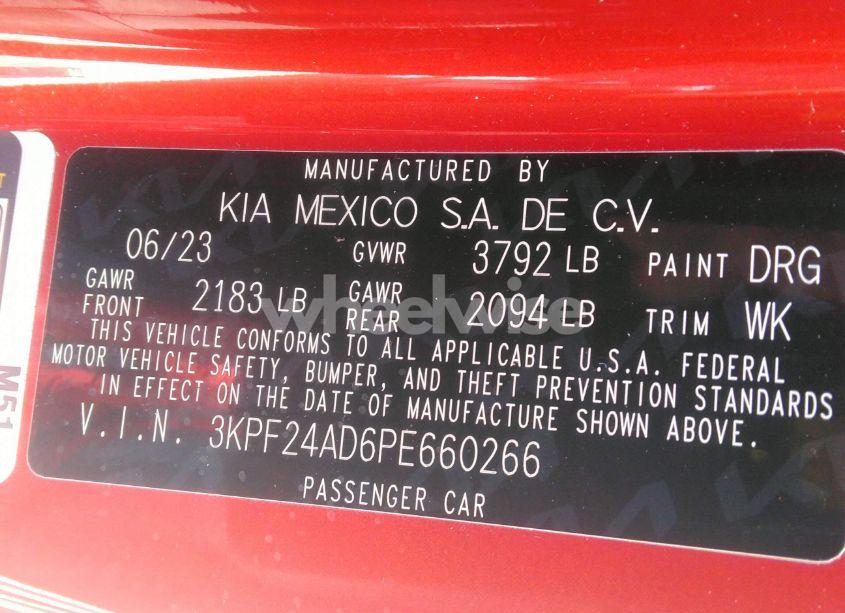 MANUFACTURED BY
KIA MEXICO S.A. DE C.V.
06/23 GVWR 3792 LB PAINT DRG
GAWR FRONT 2183 LB GAWR REAR 2094 LB TRIM WK
THIS VEHICLE CONFORMS TO ALL APPLICABLE U.S.A. FEDERAL
MOTOR VEHICLE SAFETY, BUMPER, AND THEFT PREVENTION STANDARDS
IN EFFECT ON THE DATE OF MANUFACTURE SHOWN ABOVE.
V.I.N. 3KPF24AD6PE660266
PASSENGER CAR
M51
wheelwise